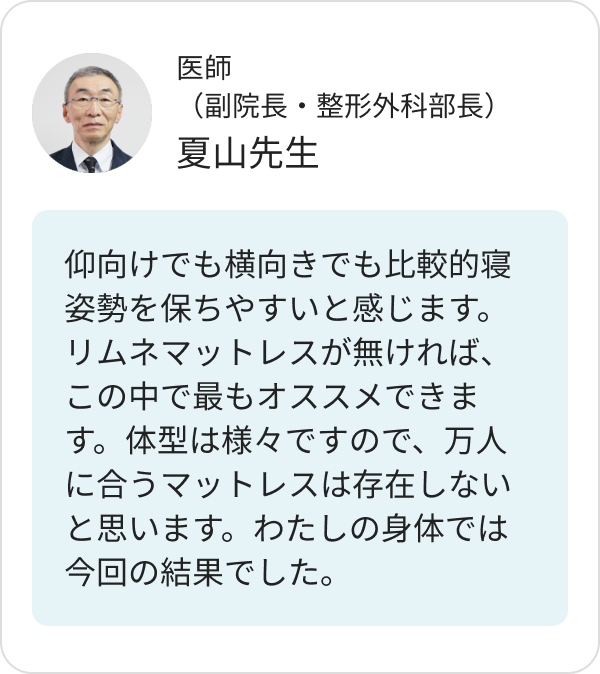 医師
（副院長・整形外科部長）
夏山先生
仰向けでも横向きでも比較的寝
姿勢を保ちやすいと感じます。
リムネマットレスが無ければ、
この中で最もオススメできま
す。体型は様々ですので、万人
に合うマットレスは存在しない
と思います。わたしの身体では
今回の結果でした。